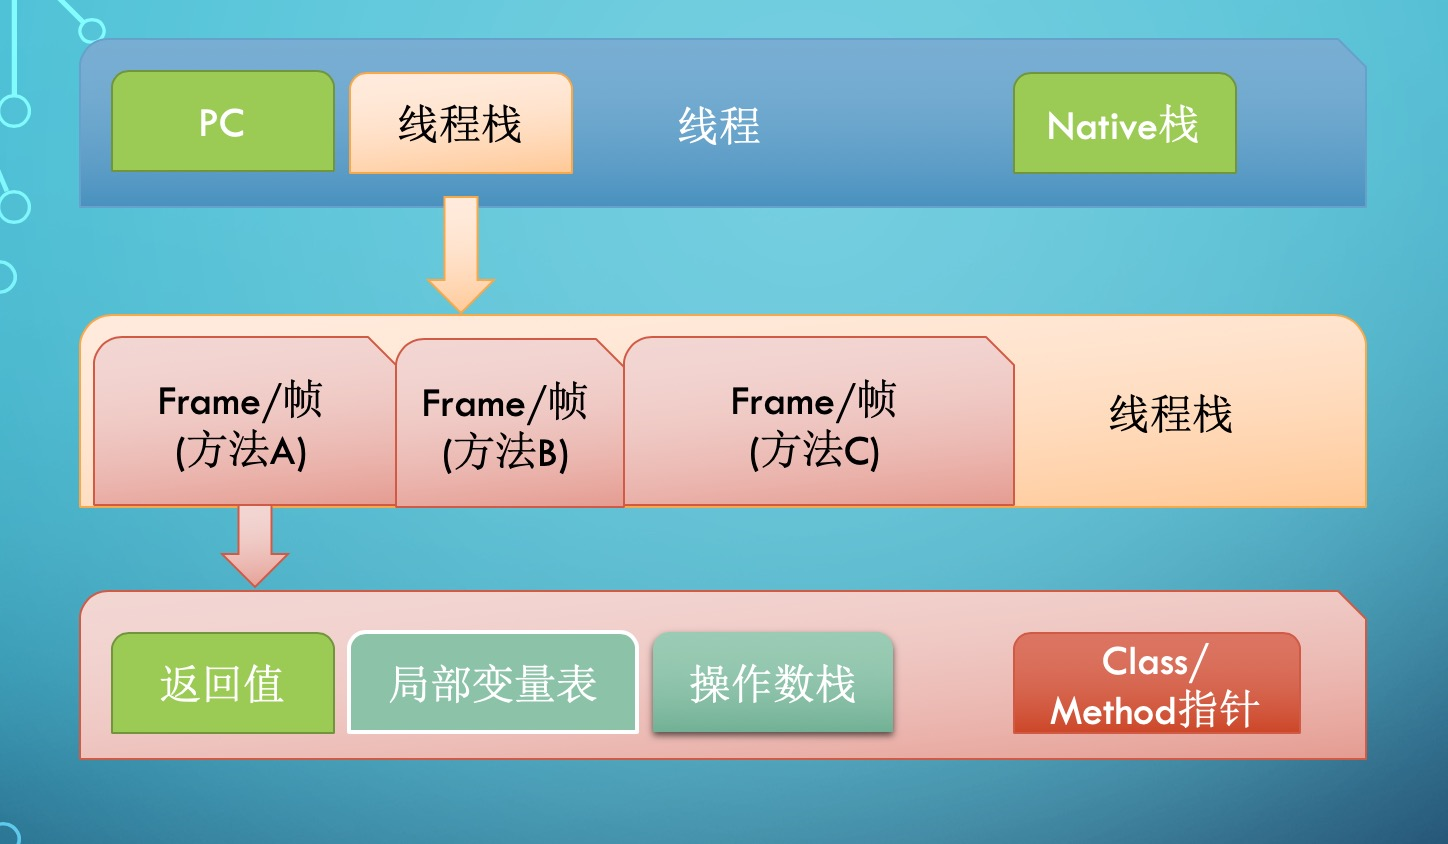 PC
线程栈
线程
Native栈
Frame/帧
(方法A)
Frame/帧
(方法B)
Frame/帧
(方法C)
线程栈
返回值
局部变量表
操作数栈
Class/
Method指针